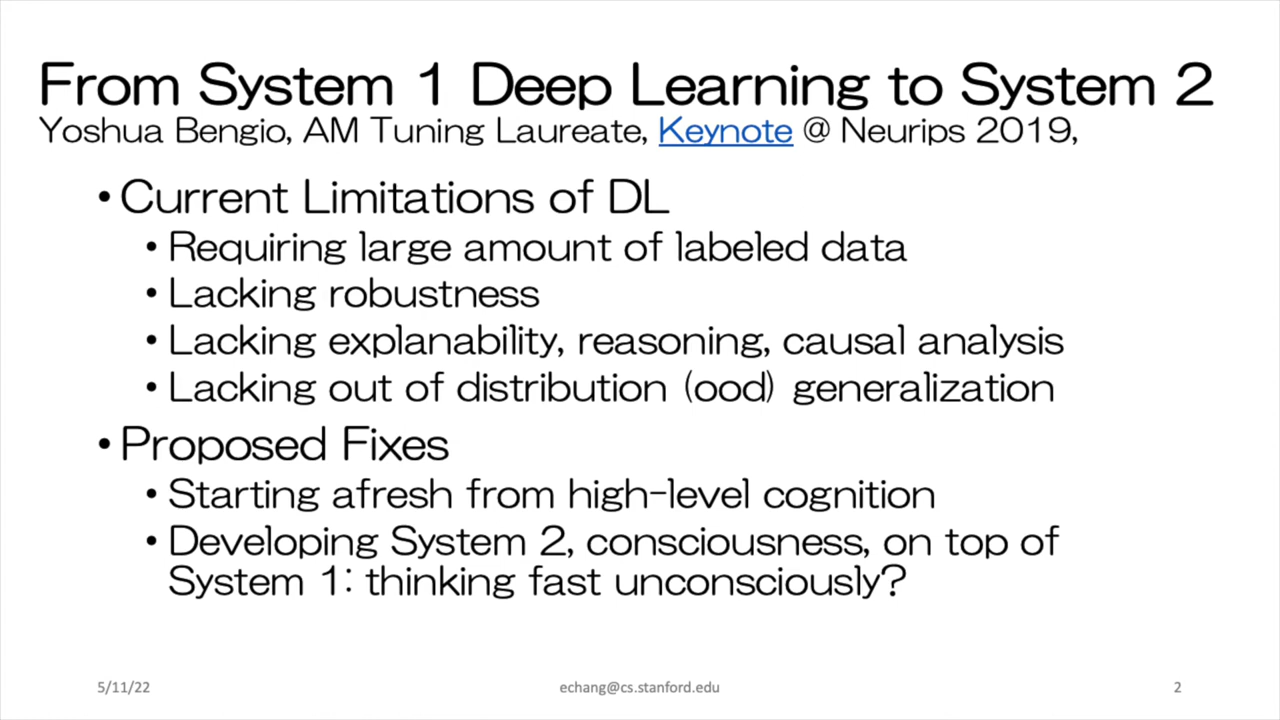 From System 1 Deep Learning to System 2
Yoshua Bengio, AM Tuning Laureate, Keynote @ Neurips 2019,
• Current Limitations of DL
• Requiring large amount of labeled data
• Lacking robustness
• Lacking explanability, reasoning, causal analysis
• Lacking out of distribution (ood) generalization
• Proposed Fixes
• Starting afresh from high-level cognition
• Developing System 2, consciousness, on top of
System 1: thinking fast unconsciously?
5/11/22 echang@cs.stanford.edu 2